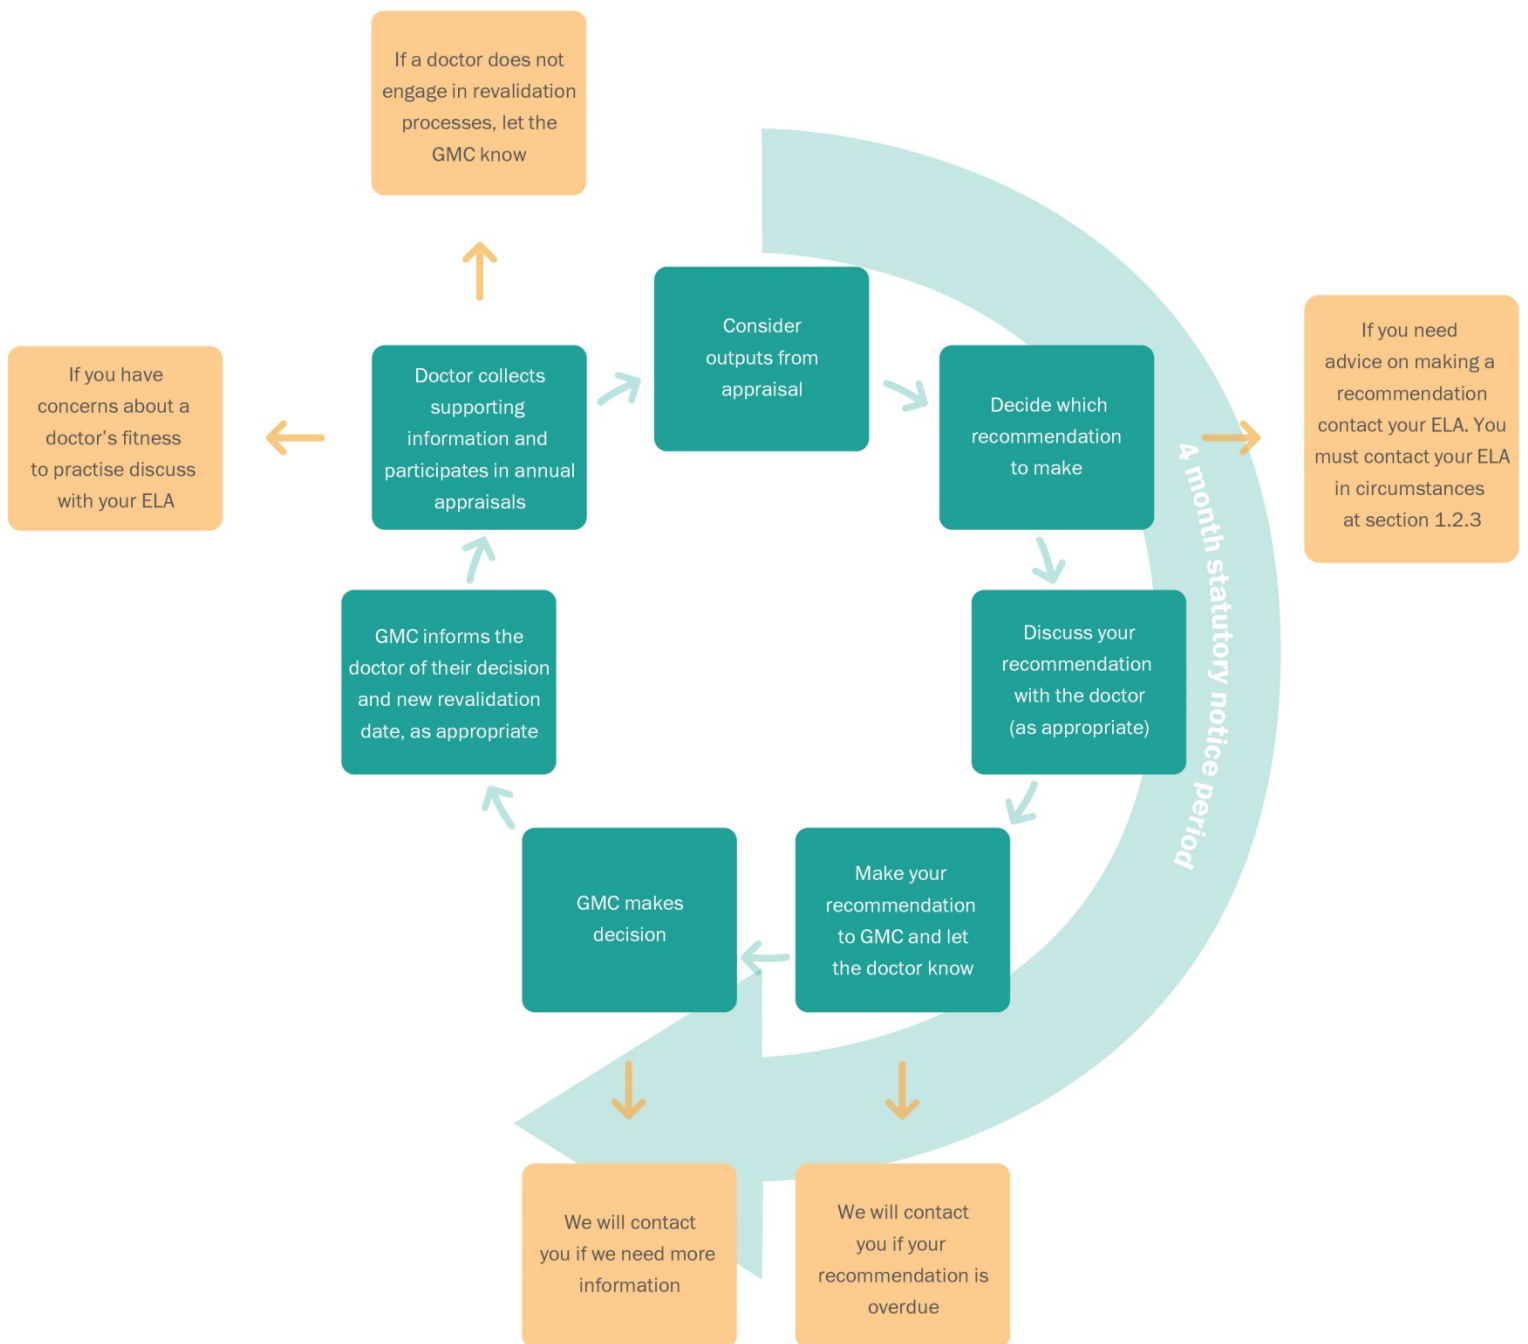 If a doctor does not
engage in revalidation
processes, let the
GMC know
Consider
outputs from
appraisal
If you need
advice on making a
recommendation
contact your ELA. You
must contact your ELA
in circumstances
at section 1.2.3
If you have
concerns about a
doctor’s fitness
to practise discuss
with your ELA
Doctor collects
supporting
information and
participates in annual
appraisals
Decide which
recommendation
to make
4 month statutory notice period
GMC informs the
doctor of their decision
and new revalidation
date, as appropriate
Discuss your
recommendation
with the doctor
(as appropriate)
GMC makes
decision
Make your
recommendation
to GMC and let
the doctor know
We will contact
you if we need more
information
We will contact
you if your
recommendation is
overdue